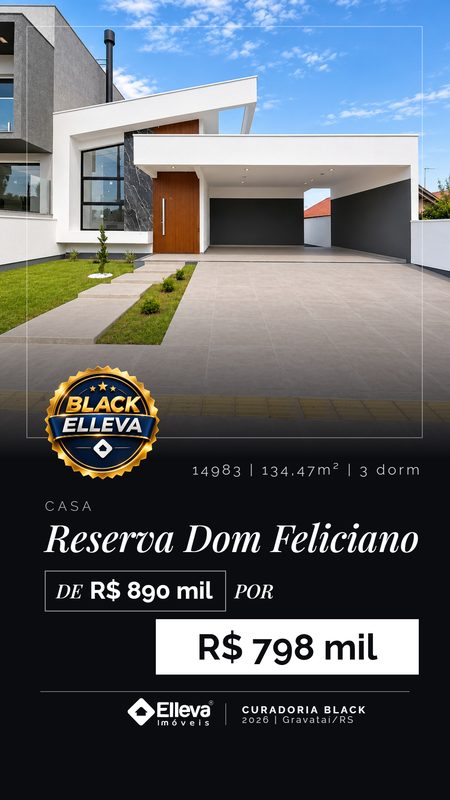 BLACK
ELLEVA
14983 | 134,47m² | 3 dorm
CASA
Reserva Dom Feliciano
DE R$ 890 mil POR
R$ 798 mil
Elleva® | CURADORIA BLACK
Imóveis 2026 | Gravataí/RS